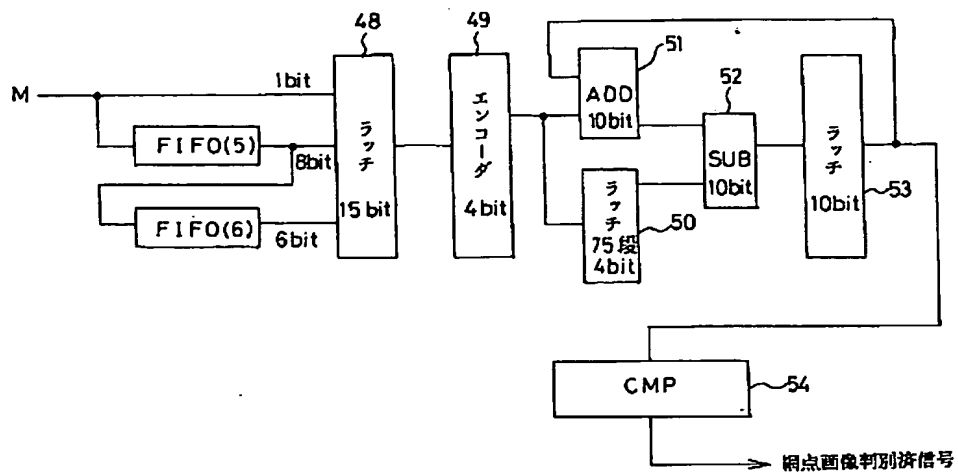 48
49
51
52
M
1bit
FIFO(5)
8bit
FIFO(6)
6bit
ラッチ
15bit
エンコーダ
4bit
ADD
10bit
ラッチ
75段
4bit
50
SUB
10bit
ラッチ
10bit
53
CMP
54
網点画像判別済信号